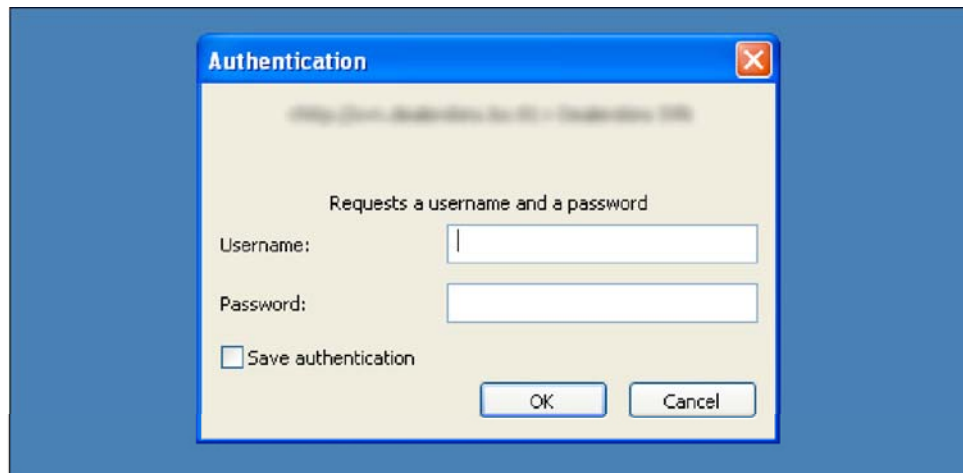 Authentication
Requests a username and a password
Username:
Password:
Save authentication
OK Cancel